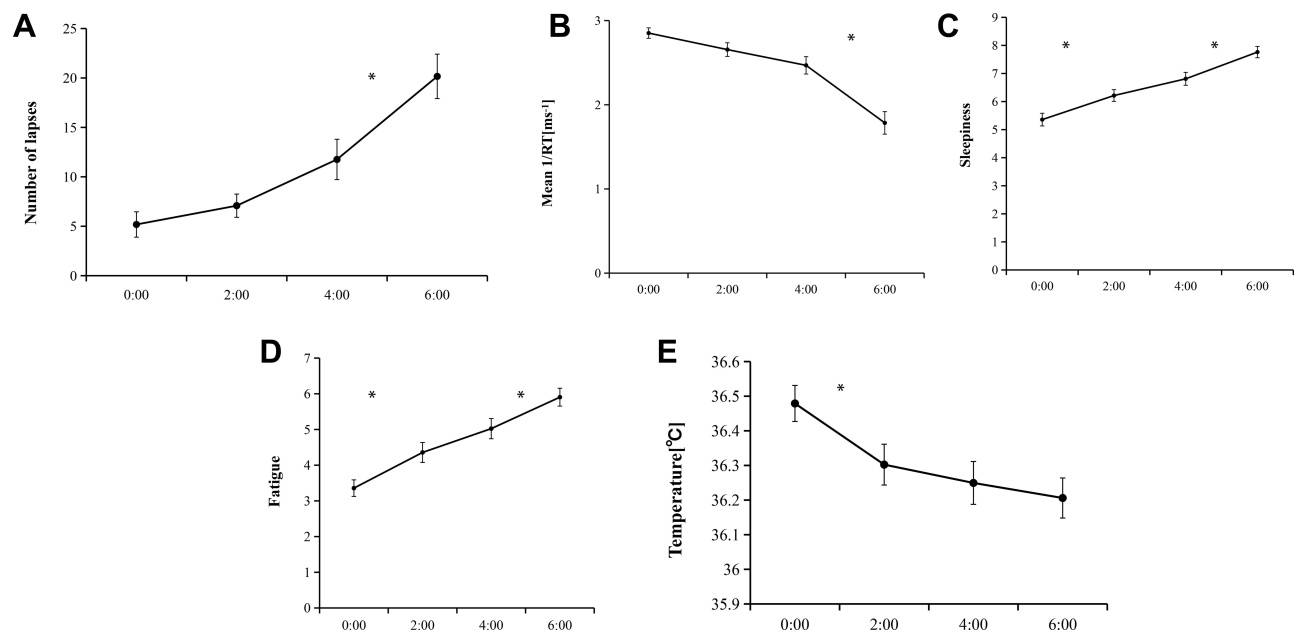 A
Number of lapses
25
20
15
10
5
0
*
0:00 2:00 4:00 6:00
B
Mean 1/RT[ms⁻¹]
3
2
1
0
*
0:00 2:00 4:00 6:00
C
Sleepiness
9
8
7
6
5
4
3
2
1
0
* *
0:00 2:00 4:00 6:00
D
Fatigue
7
6
5
4
3
2
1
0
* *
0:00 2:00 4:00 6:00
E
Temperature[℃]
36.6
36.5
36.4
36.3
36.2
36.1
36
35.9
*
0:00 2:00 4:00 6:00